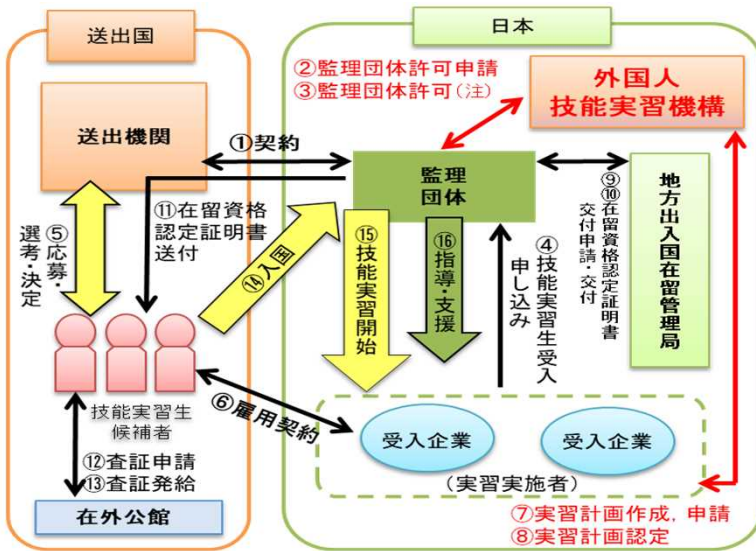 送出国
日本
送出機関
②監理団体許可申請
③監理団体許可(注)
外国人
技能実習機構
①契約
監理
団体
⑨⑩在留資格認定証明書
交付申請・交付
地方出入国在留管理局
⑤応募・
選考・決定
⑪在留資格
認定証明書
送付
⑭入国
⑮技能実習開始
⑯指導・支援
④技能実習生受入
申し込み
技能実習生
候補者
⑥雇用契約
受入企業
受入企業
(実習実施者)
⑫査証申請
⑬査証発給
在外公館
⑦実習計画作成, 申請
⑧実習計画認定